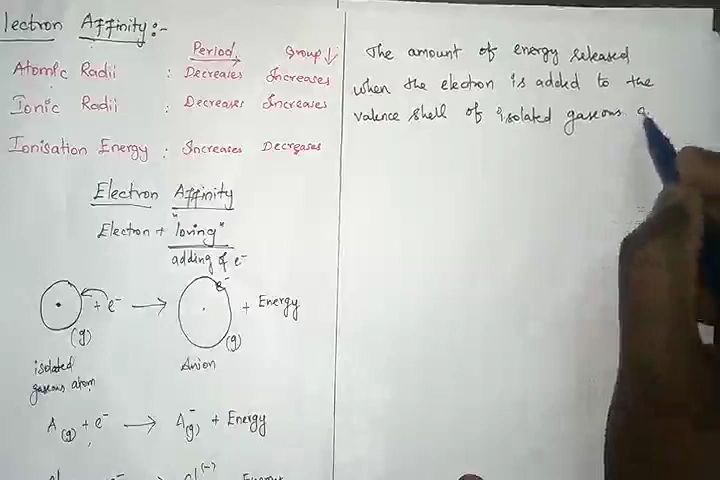 lectron Affinity:-
Period Group ↓
Atomic Radii : Decreases Increases
Ionic Radii : Decreases Increases
Ionisation Energy : Increases Decreases
Electron Affinity
Electron + "loving"
adding of e⁻
+ e⁻ → e⁻ + Energy
(g) (g)
isolated gaseous atom
Anion
A(g) + e⁻ → A⁻(g) + Energy
The amount of energy released
when the electron is added to the
valence shell of isolated gaseous